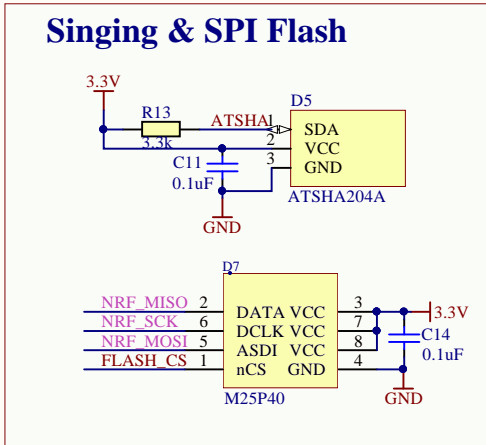 Singing & SPI Flash
3.3V
R13
3.3k
ATSHA
D5
1 SDA
2 VCC
3 GND
C11
0.1uF
ATSHA204A
GND
D7
NRF_MISO 2 DATA VCC 3
NRF_SCK 6 DCLK VCC 7
NRF_MOSI 5 ASDI VCC 8
FLASH_CS 1 nCS GND 4
3.3V
C14
0.1uF
M25P40
GND